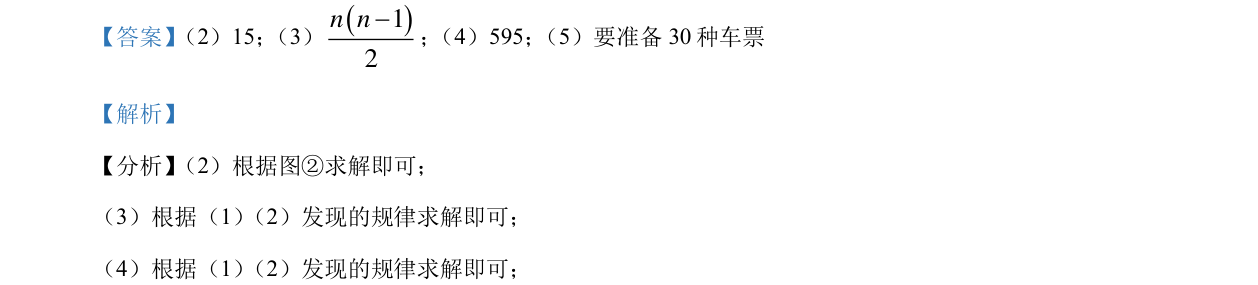 【答案】（2）15；（3）n(n−1)/2；（4）595；（5）要准备 30 种车票
【解析】
【分析】（2）根据图②求解即可；
（3）根据（1）（2）发现的规律求解即可；
（4）根据（1）（2）发现的规律求解即可；